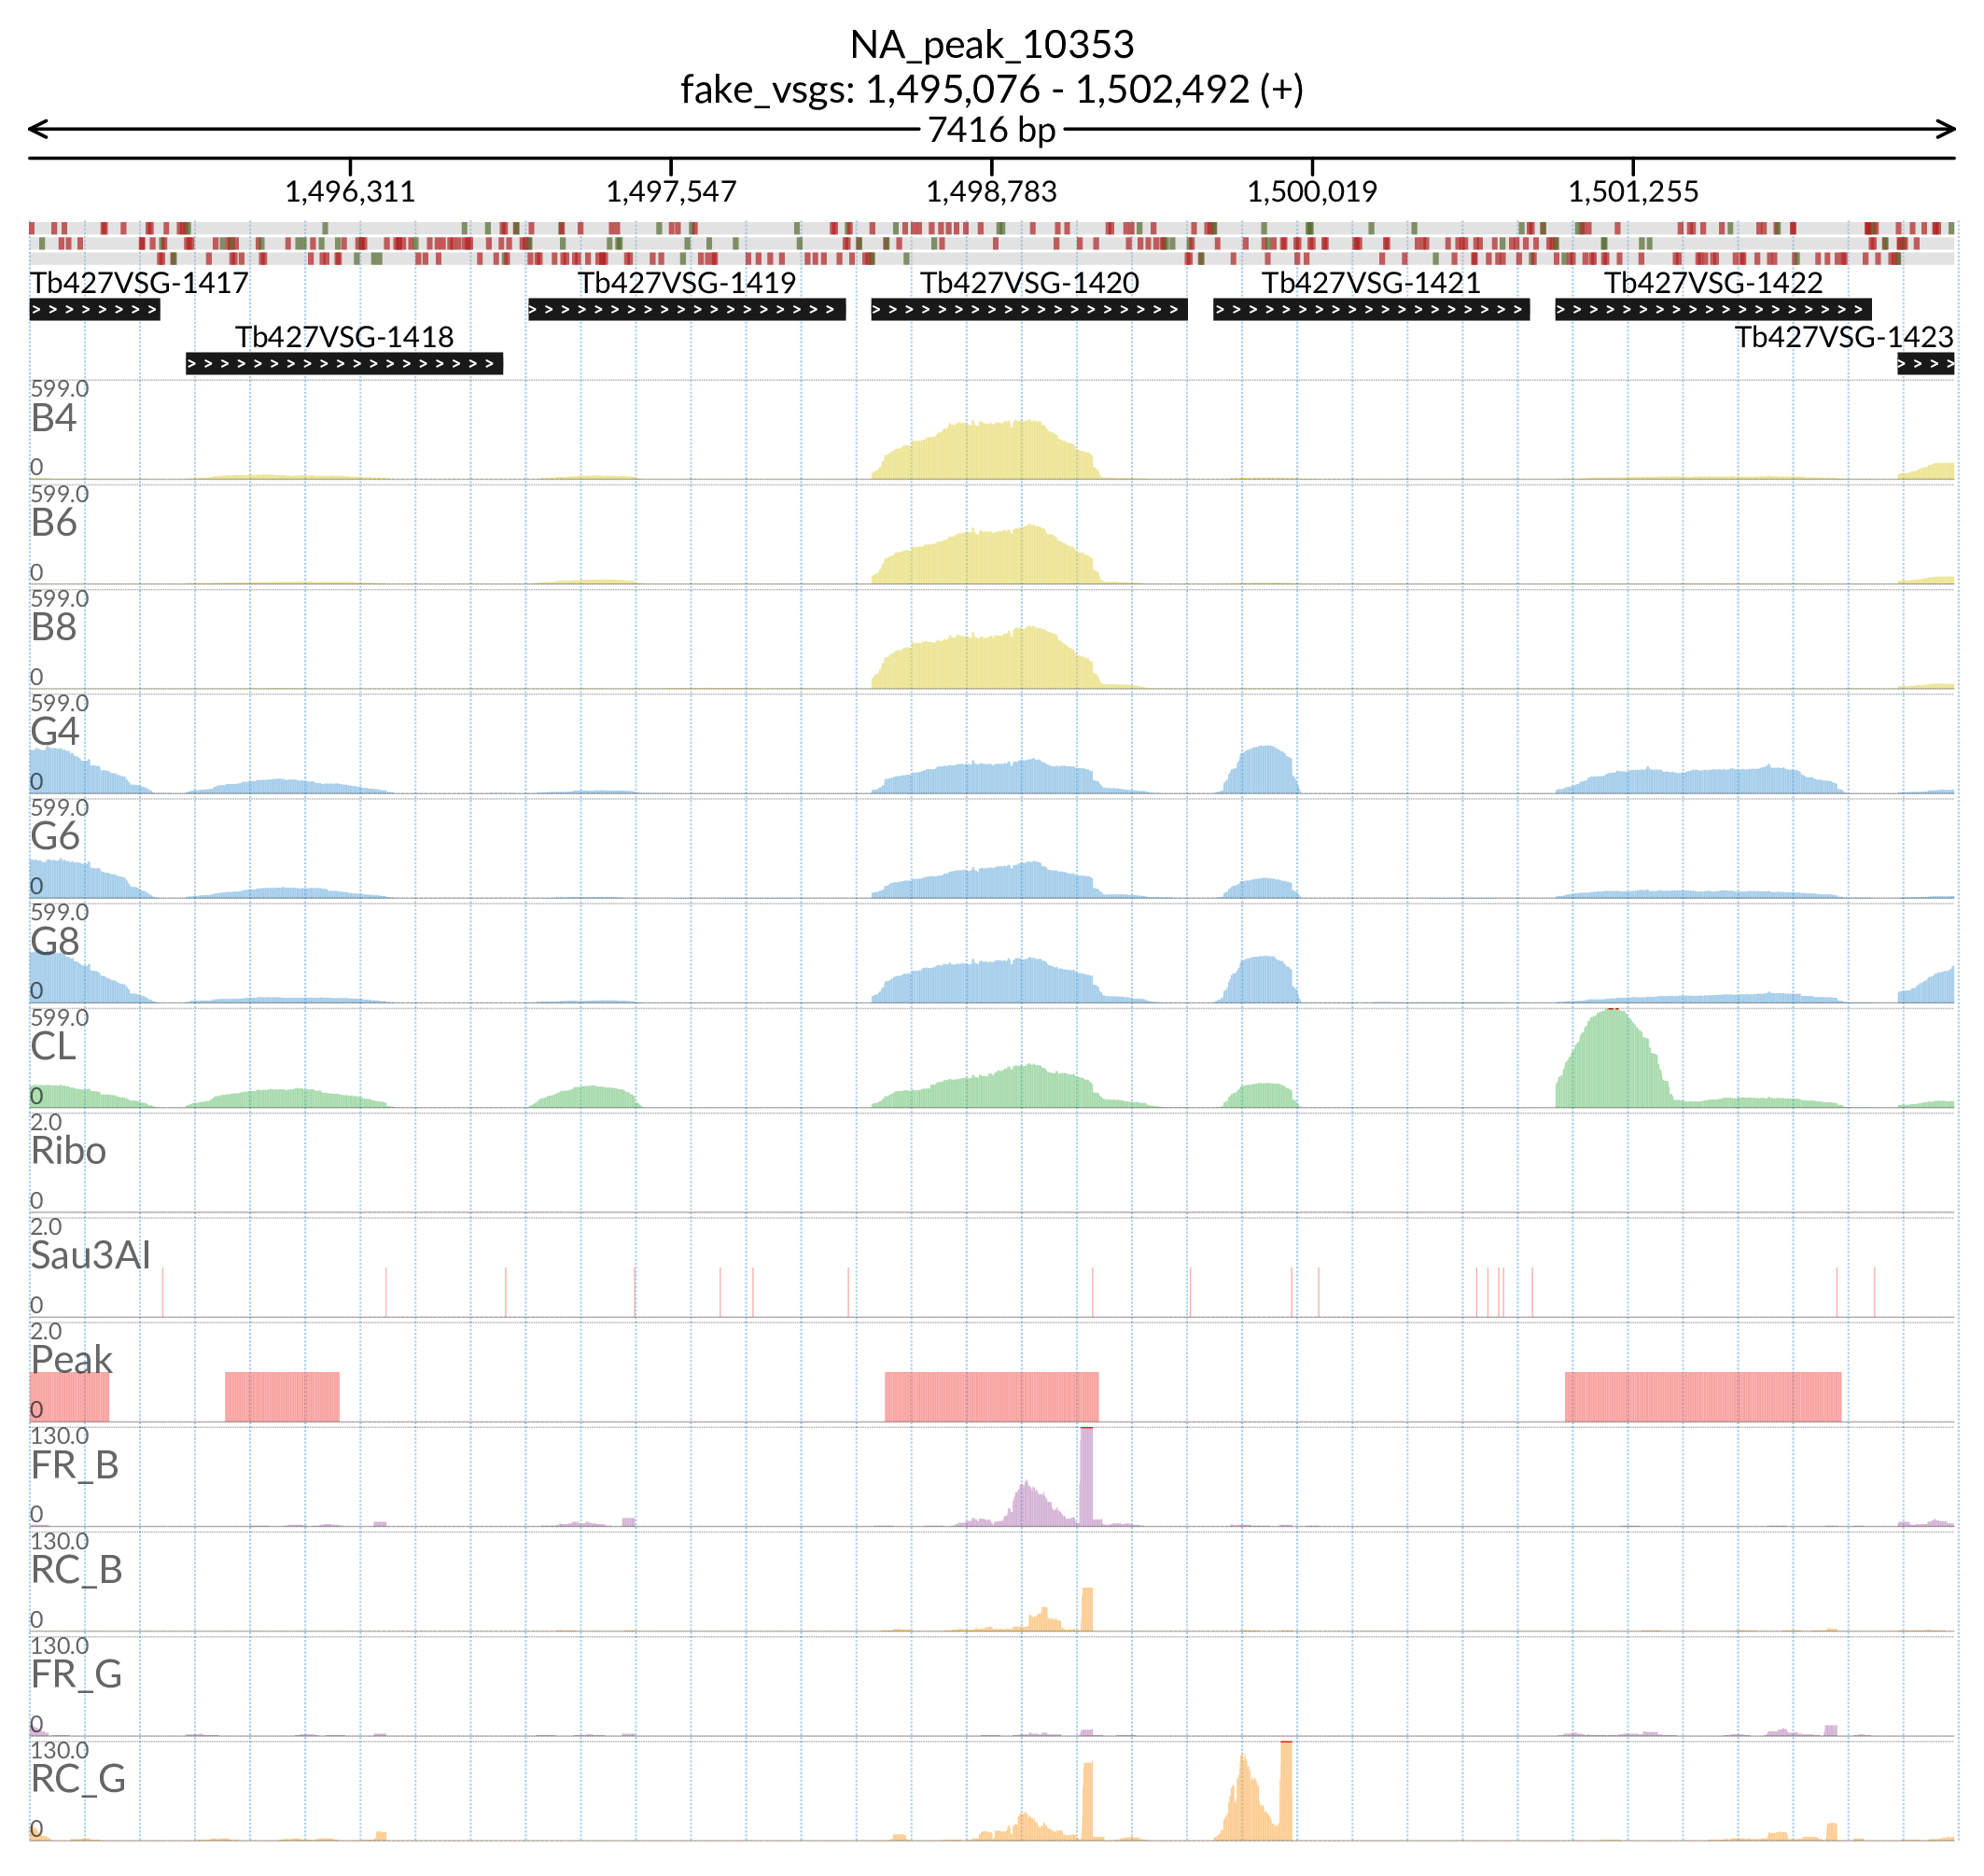 NA_peak_10353
fake_vsgs: 1,495,076 - 1,502,492 (+)
7416 bp
1,496,311 1,497,547 1,498,783 1,500,019 1,501,255
Tb427VSG-1417 Tb427VSG-1419 Tb427VSG-1420 Tb427VSG-1421 Tb427VSG-1422
Tb427VSG-1418 Tb427VSG-1423
599.0
B4
0
599.0
B6
0
599.0
B8
0
599.0
G4
0
599.0
G6
0
599.0
G8
0
599.0
CL
0
2.0
Ribo
0
2.0
Sau3AI
0
2.0
Peak
0
130.0
FR_B
0
130.0
RC_B
0
130.0
FR_G
0
130.0
RC_G
0